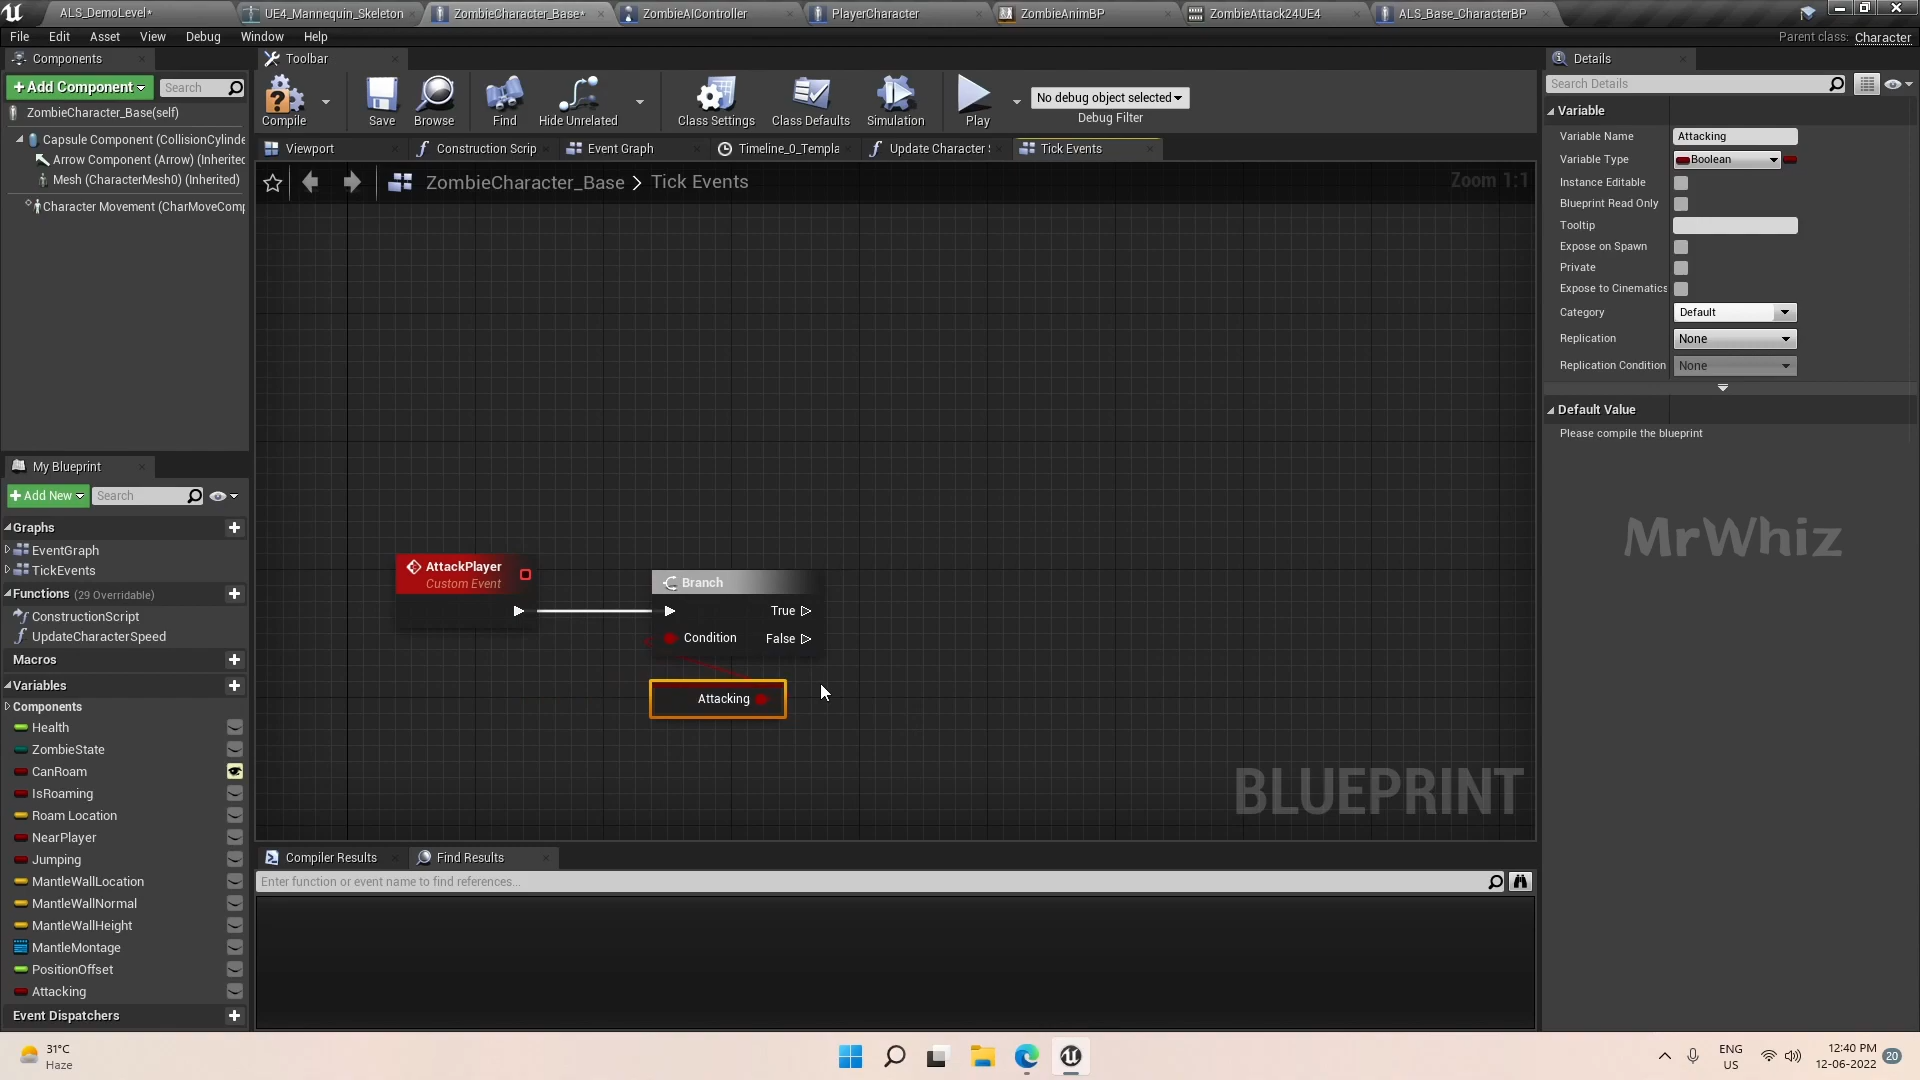 ALS_DemoLevel*
UE4_Mannequin_Skeleton
ZombieCharacter_Base*
ZombieAIController
PlayerCharacter
ZombieAnimBP
ZombieAttack24UE4
ALS_Base_CharacterBP
File Edit Asset View Debug Window Help
Parent class: Character
Components
Toolbar
Details
+Add Component
Search
ZombieCharacter_Base(self)
Capsule Component (CollisionCylinde
Arrow Component (Arrow) (Inherited
Mesh (CharacterMesh0) (Inherited)
Character Movement (CharMoveComp
Compile
Save
Browse
Find
Hide Unrelated
Class Settings
Class Defaults
Simulation
Play
No debug object selected
Debug Filter
Viewport
Construction Scrip
Event Graph
Timeline_0_Templa
Update Character S
Tick Events
ZombieCharacter_Base > Tick Events
Zoom 1:1
AttackPlayer
Custom Event
Branch
True
Condition
False
Attacking
BLUEPRINT
My Blueprint
+Add New
Search
Graphs
EventGraph
TickEvents
Functions (29 Overridable)
ConstructionScript
UpdateCharacterSpeed
Macros
Variables
Components
Health
ZombieState
CanRoam
IsRoaming
Roam Location
NearPlayer
Jumping
MantleWallLocation
MantleWallNormal
MantleWallHeight
MantleMontage
PositionOffset
Attacking
Event Dispatchers
Compiler Results
Find Results
Enter function or event name to find references...
Search Details
Variable
Variable Name Attacking
Variable Type Boolean
Instance Editable
Blueprint Read Only
Tooltip
Expose on Spawn
Private
Expose to Cinematics
Category Default
Replication None
Replication Condition None
Default Value
Please compile the blueprint
MrWhiz
31°C
Haze
ENG
US
12:40 PM
12-06-2022
20